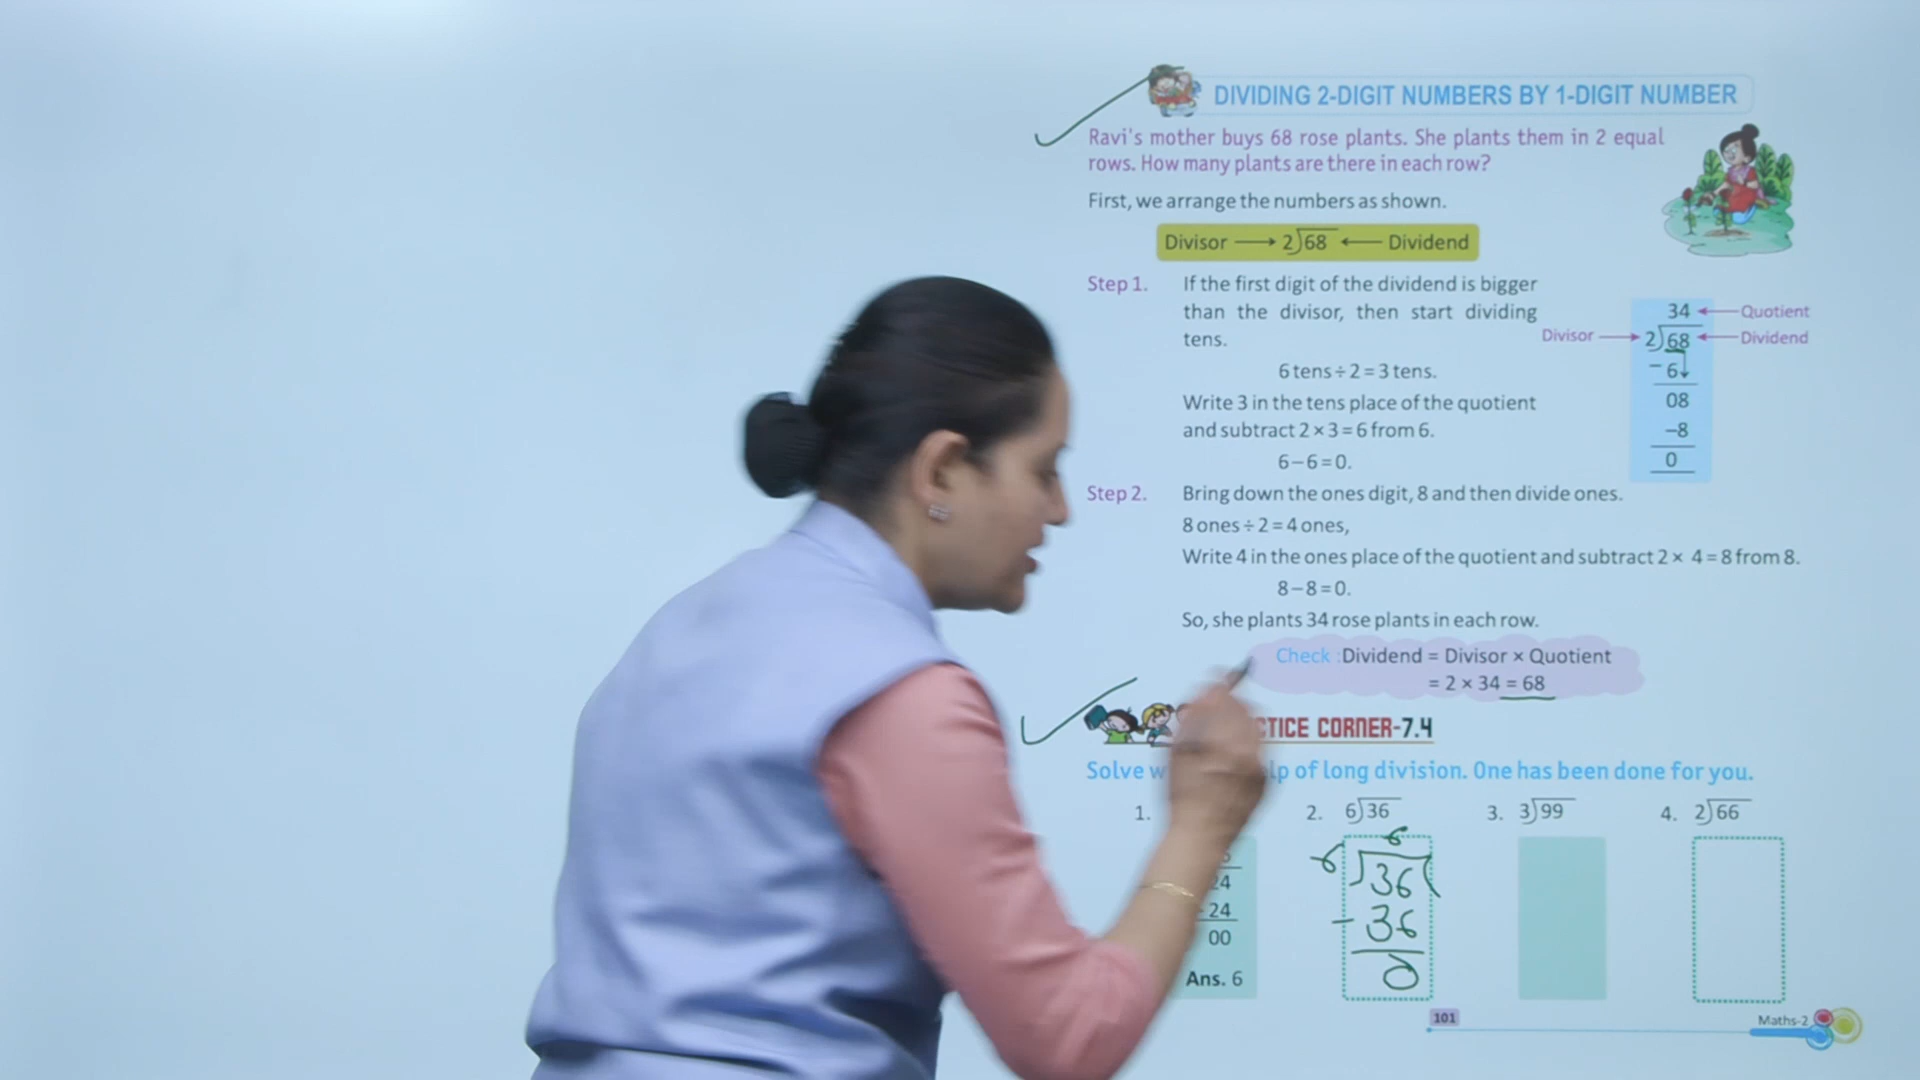 DIVIDING 2-DIGIT NUMBERS BY 1-DIGIT NUMBER
Ravi's mother buys 68 rose plants. She plants them in 2 equal
rows. How many plants are there in each row?
First, we arrange the numbers as shown.
Divisor → 2)68 ← Dividend
Step 1. If the first digit of the dividend is bigger
than the divisor, then start dividing
tens.
6 tens ÷ 2 = 3 tens.
Write 3 in the tens place of the quotient
and subtract 2 × 3 = 6 from 6.
6 – 6 = 0.
34 ← Quotient
Divisor → 2)68 ← Dividend
– 6↓
08
–8
0
Step 2. Bring down the ones digit, 8 and then divide ones.
8 ones ÷ 2 = 4 ones,
Write 4 in the ones place of the quotient and subtract 2 × 4 = 8 from 8.
8 – 8 = 0.
So, she plants 34 rose plants in each row.
Check : Dividend = Divisor × Quotient
= 2 × 34 = 68
CORNER-7.4
Solve of long division. One has been done for you.
1.
24
24
00
Ans. 6
2. 6)36
6
6)36(
– 36
0
3. 3)99
4. 2)66
101
Maths-2